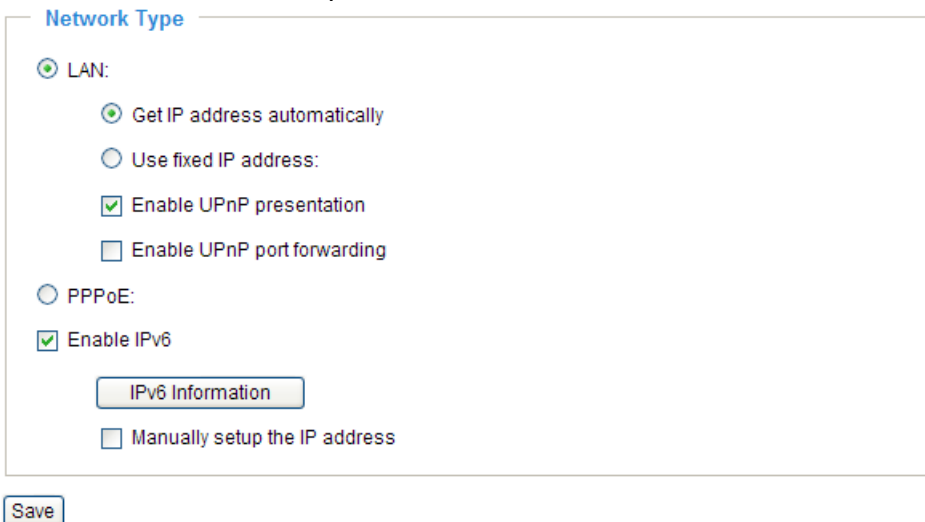 Network Type
LAN:
Get IP address automatically
Use fixed IP address:
Enable UPnP presentation
Enable UPnP port forwarding
PPPoE:
Enable IPv6
IPv6 Information
Manually setup the IP address
Save